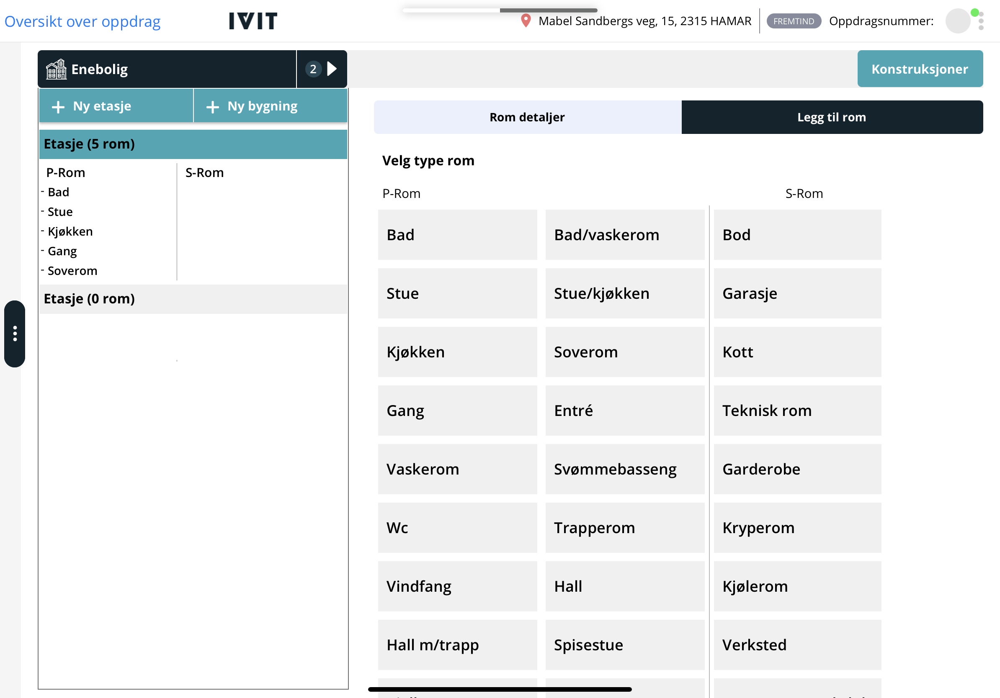 Oversikt over oppdrag
IVIT
Mabel Sandbergs veg, 15, 2315 HAMAR
FREMTIND
Oppdragsnummer:
Enebolig
2
Konstruksjoner
Ny etasje
Ny bygning
Etasje (5 rom)
P-Rom
S-Rom
- Bad
- Stue
- Kjøkken
- Gang
- Soverom
Etasje (0 rom)
Rom detaljer
Legg til rom
Velg type rom
P-Rom
S-Rom
Bad
Bad/vaskerom
Bod
Stue
Stue/kjøkken
Garasje
Kjøkken
Soverom
Kott
Gang
Entré
Teknisk rom
Vaskerom
Svømmebasseng
Garderobe
Wc
Trapperom
Kryperom
Vindfang
Hall
Kjølerom
Hall m/trapp
Spisestue
Verksted